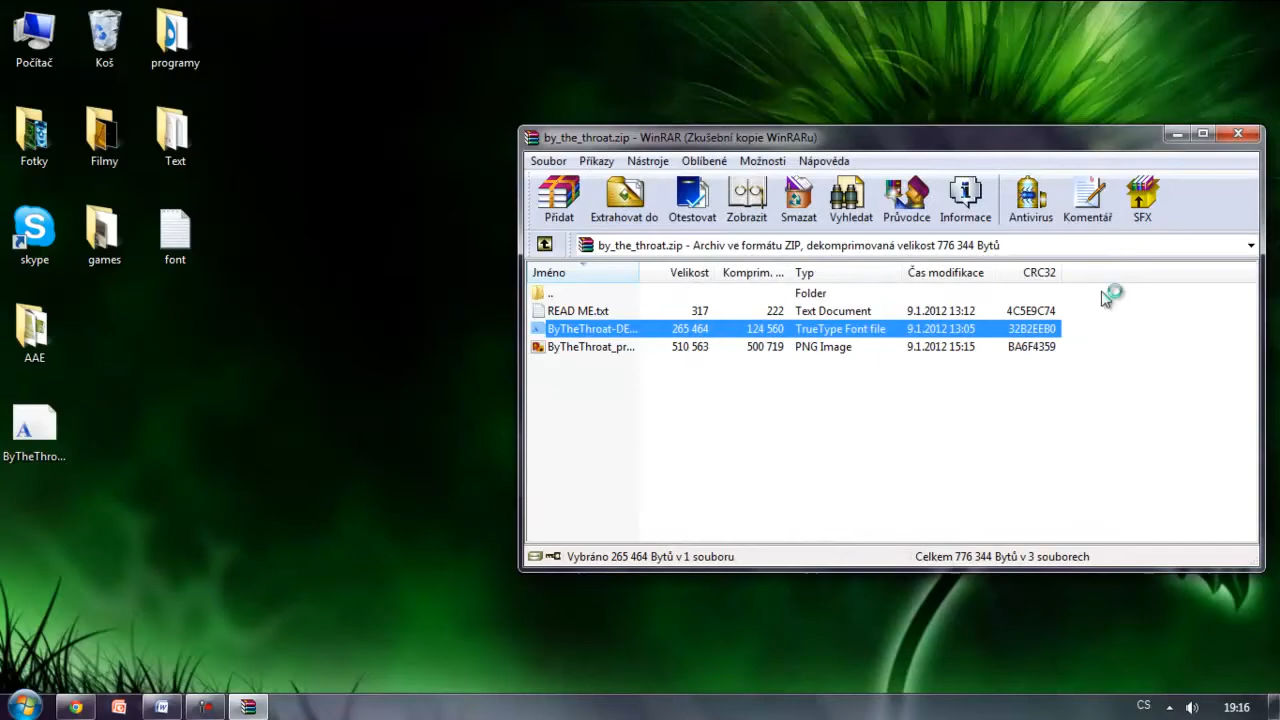 Počítač
Koš
programy
Fotky
Filmy
Text
skype
games
font
AAE
ByTheThro...
by_the_throat.zip - WinRAR (Zkušební kopie WinRARu)
Soubor Příkazy Nástroje Oblíbené Možnosti Nápověda
Přidat Extrahovat do Otestovat Zobrazit Smazat Vyhledat Průvodce Informace Antivirus Komentář SFX
by_the_throat.zip - Archiv ve formátu ZIP, dekomprimovaná velikost 776 344 Bytů
Jméno Velikost Komprim. ... Typ Čas modifikace CRC32
.. Folder
READ ME.txt 317 222 Text Document 9.1.2012 13:12 4C5E9C74
ByTheThroat-DE... 265 464 124 560 TrueType Font file 9.1.2012 13:05 32B2EEB0
ByTheThroat_pr... 510 563 500 719 PNG Image 9.1.2012 15:15 BA6F4359
Vybráno 265 464 Bytů v 1 souboru Celkem 776 344 Bytů v 3 souborech
CS 19:16